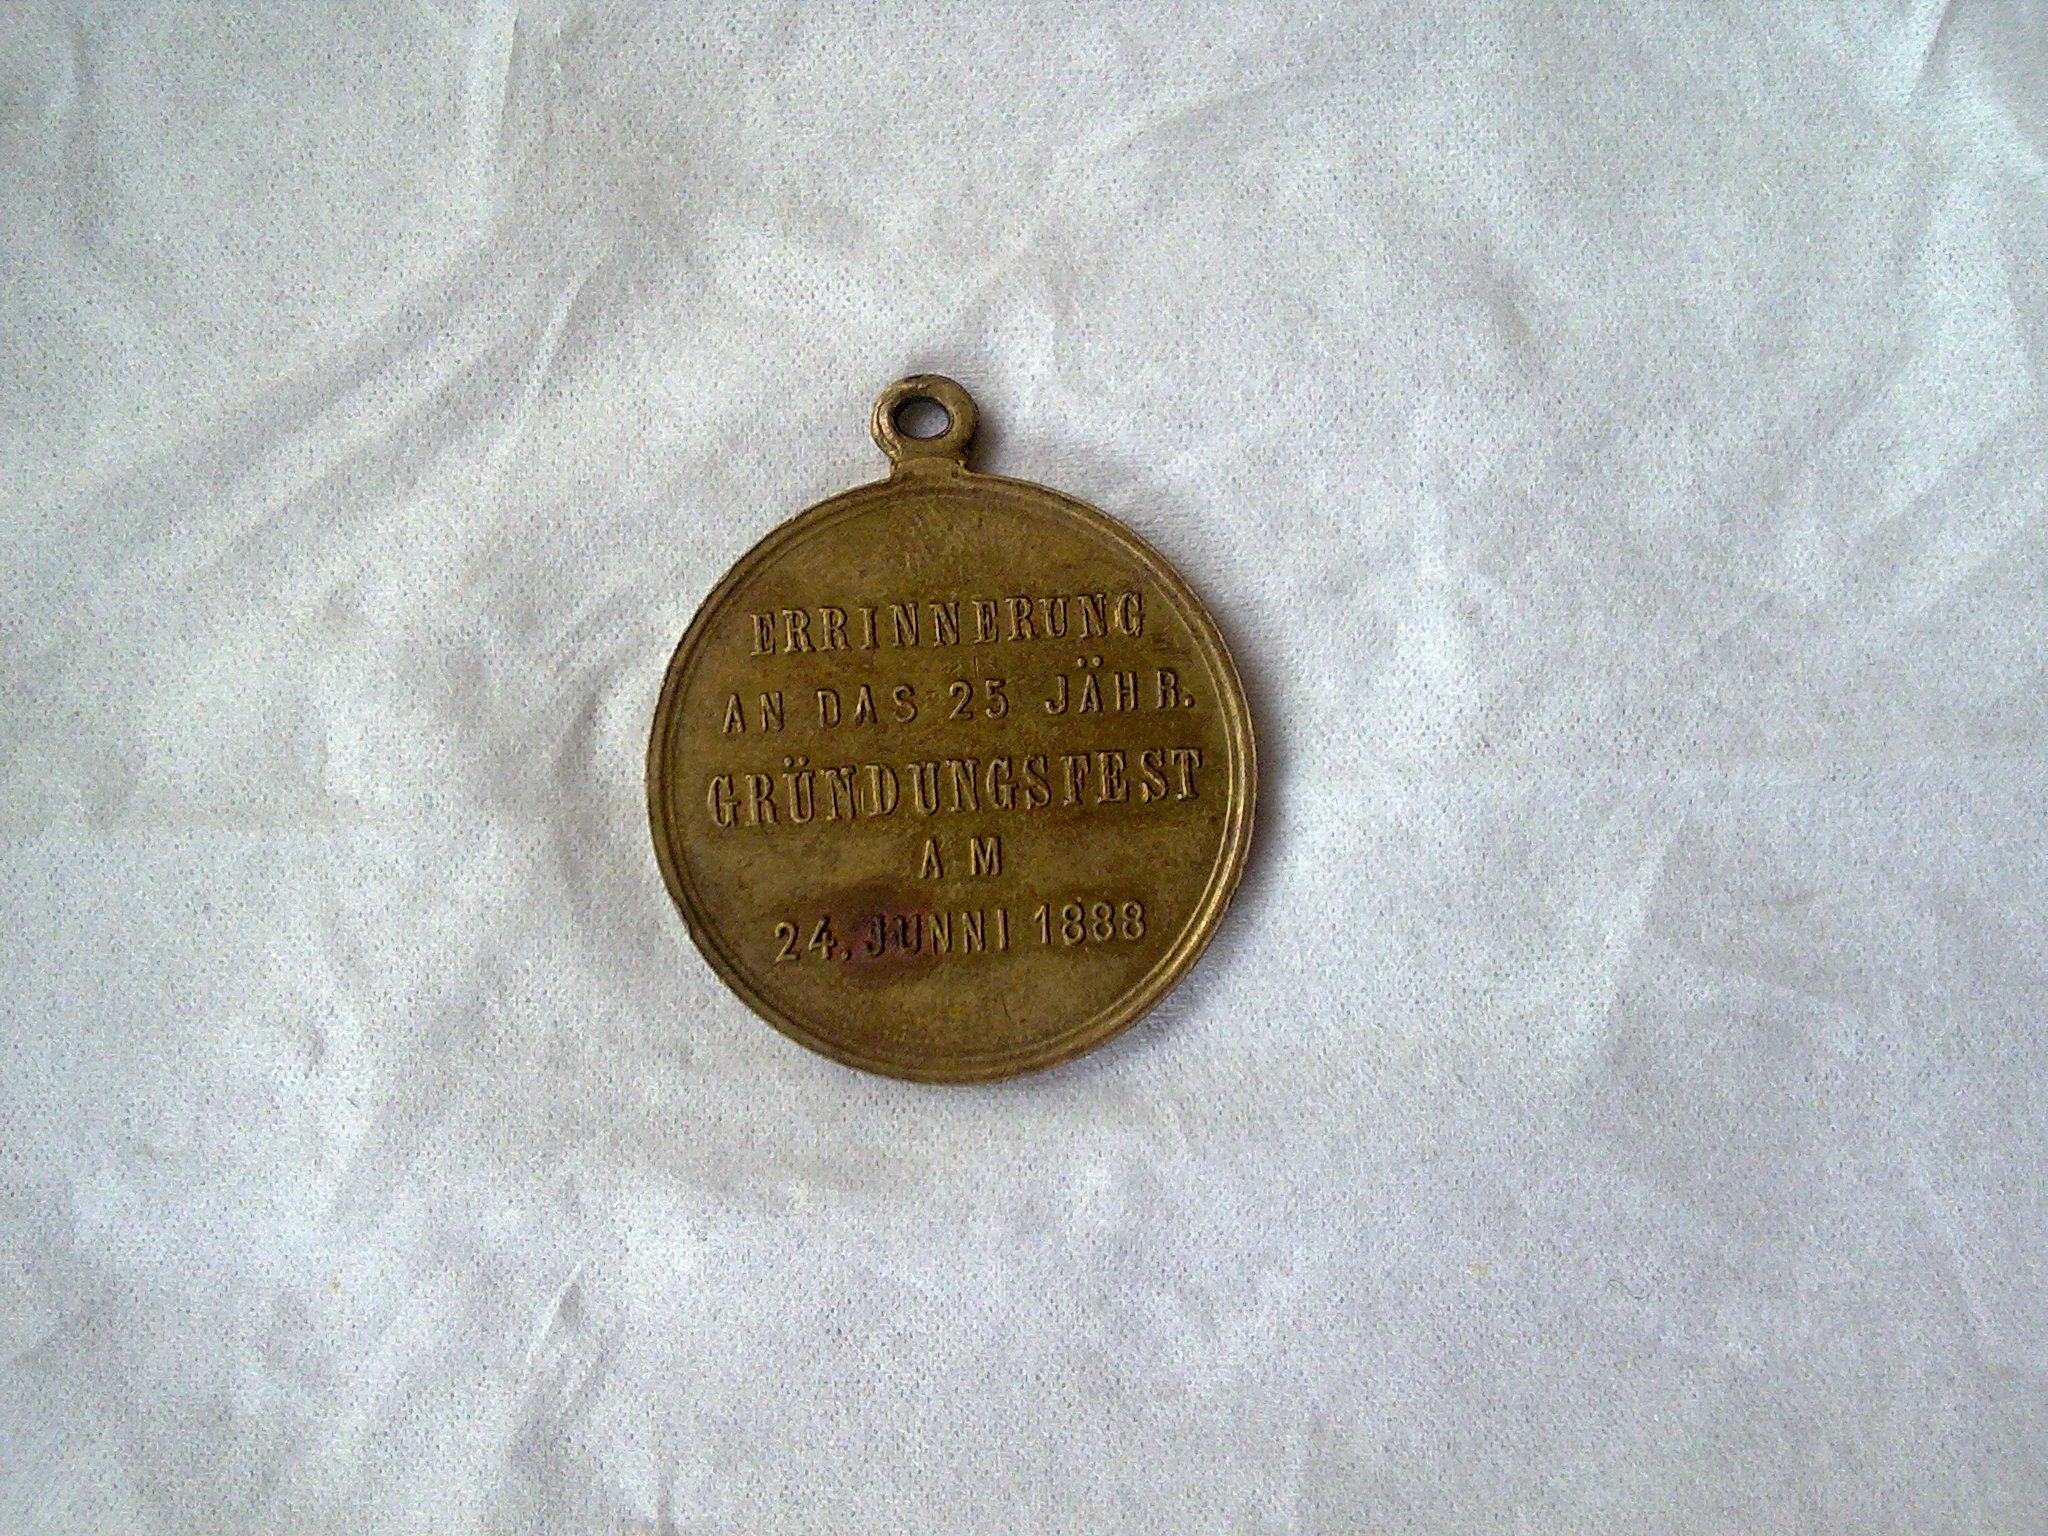 ERRINNERUNG
AN DAS 25 JÄHR.
GRÜNDUNGSFEST
AM
24. JUNNI 1888